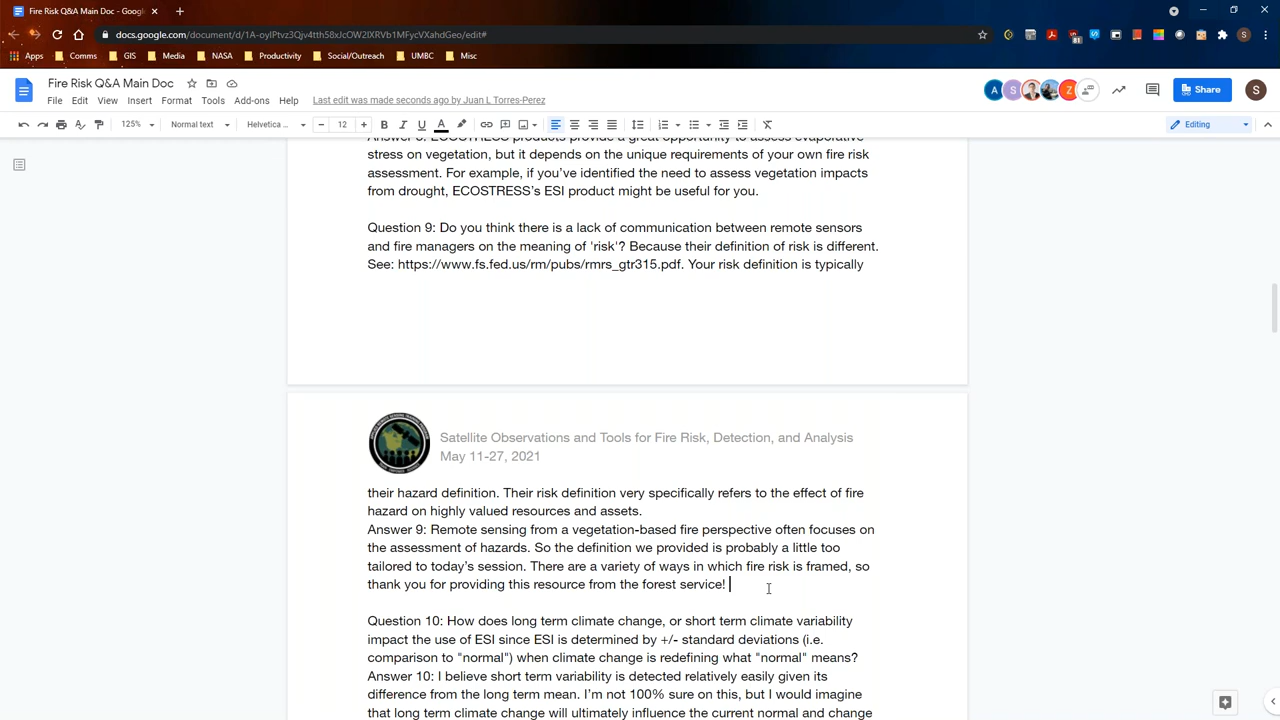 Fire Risk Q&A Main Doc - Google
docs.google.com/document/d/1A-oyIPtvz3Qjv4tth58xJcOW2IXRVb1MFycVXahdGeo/edit#
Apps Comms GIS Media NASA Productivity Social/Outreach UMBC Misc
Fire Risk Q&A Main Doc
File Edit View Insert Format Tools Add-ons Help Last edit was made seconds ago by Juan L Torres-Perez
A S Z Share S
125% Normal text Helvetica ... 12 B I U A Editing
Answer 8: ECOSTRESS products provide a great opportunity to assess evaporative
stress on vegetation, but it depends on the unique requirements of your own fire risk
assessment. For example, if you've identified the need to assess vegetation impacts
from drought, ECOSTRESS's ESI product might be useful for you.
Question 9: Do you think there is a lack of communication between remote sensors
and fire managers on the meaning of 'risk'? Because their definition of risk is different.
See: https://www.fs.fed.us/rm/pubs/rmrs_gtr315.pdf. Your risk definition is typically
Satellite Observations and Tools for Fire Risk, Detection, and Analysis
May 11-27, 2021
their hazard definition. Their risk definition very specifically refers to the effect of fire
hazard on highly valued resources and assets.
Answer 9: Remote sensing from a vegetation-based fire perspective often focuses on
the assessment of hazards. So the definition we provided is probably a little too
tailored to today's session. There are a variety of ways in which fire risk is framed, so
thank you for providing this resource from the forest service!
Question 10: How does long term climate change, or short term climate variability
impact the use of ESI since ESI is determined by +/- standard deviations (i.e.
comparison to "normal") when climate change is redefining what "normal" means?
Answer 10: I believe short term variability is detected relatively easily given its
difference from the long term mean. I'm not 100% sure on this, but I would imagine
that long term climate change will ultimately influence the current normal and change